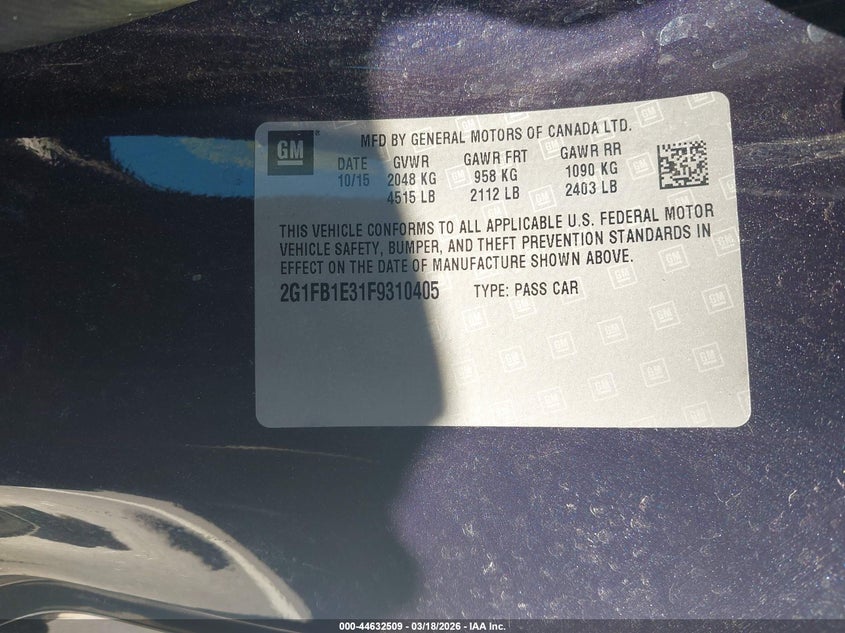 GM
MFD BY GENERAL MOTORS OF CANADA LTD.
DATE GVWR GAWR FRT GAWR RR
10/15 2048 KG 958 KG 1090 KG
4515 LB 2112 LB 2403 LB
THIS VEHICLE CONFORMS TO ALL APPLICABLE U.S. FEDERAL MOTOR
VEHICLE SAFETY, BUMPER, AND THEFT PREVENTION STANDARDS IN
EFFECT ON THE DATE OF MANUFACTURE SHOWN ABOVE.
2G1FB1E31F9310405 TYPE: PASS CAR
000-44632509 — 03/18/2026 — IAA Inc.